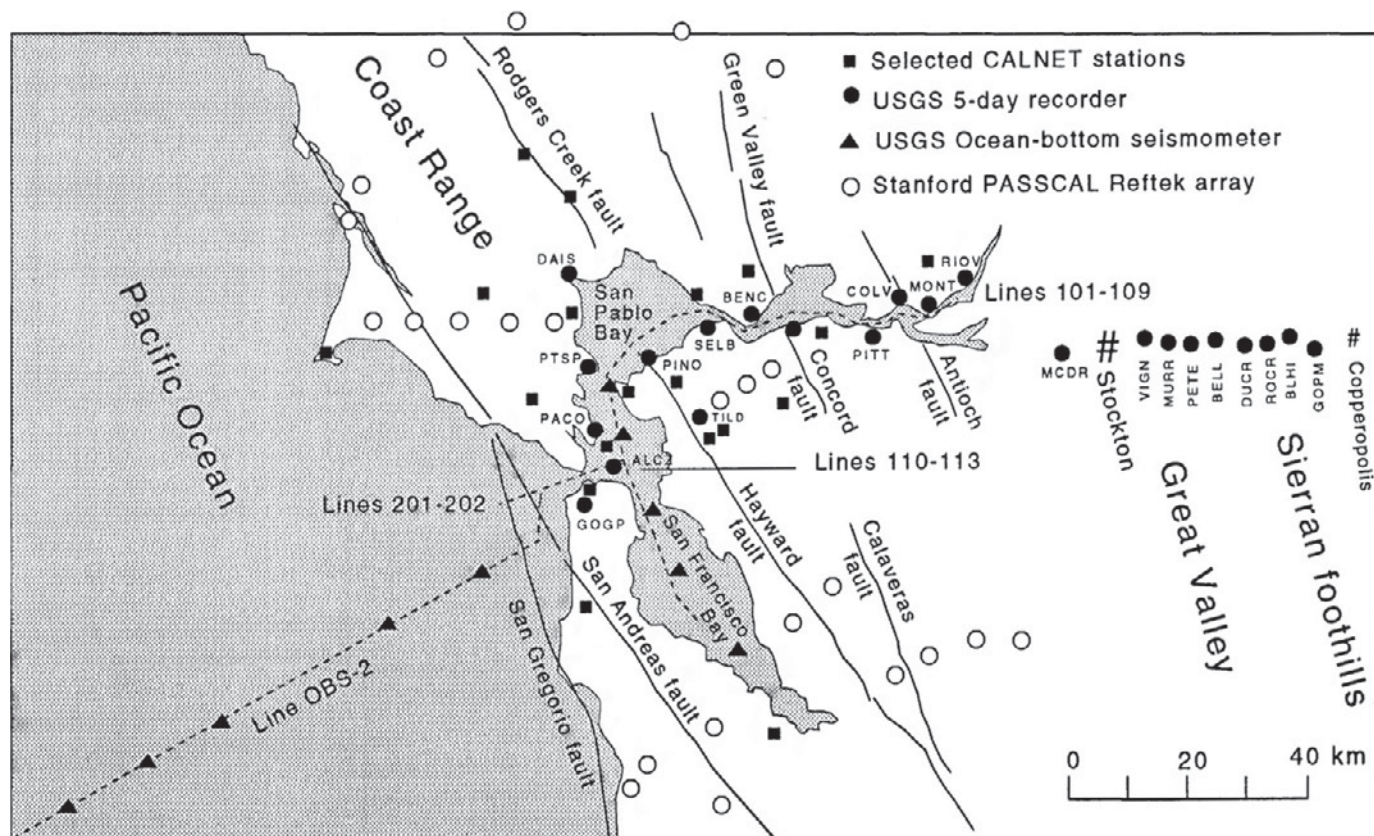 Selected CALNET stations
USGS 5-day recorder
USGS Ocean-bottom seismometer
Stanford PASSCAL Reftek array
Coast Range
Rodgers Creek fault
Green Valley fault
Pacific Ocean
DAIS
San
Pablo
Bay
BENC
COLV
MONT
RIOV
Lines 101-109
SELB
PITT
PTSP
PINO
Concord
fault
Antioch
fault
MCDR
#
Stockton
VIGN
MURR
PETE
BELL
DUCR
ROCR
BLHI
GOPM
#
Copperopolis
PACO
TILD
ALCZ
Lines 110-113
Lines 201-202
GOGP
Hayward
fault
Calaveras
fault
San Francisco
Bay
San Andreas fault
San Gregorio fault
Line OBS-2
Great Valley
Sierran foothills
0 20 40 km